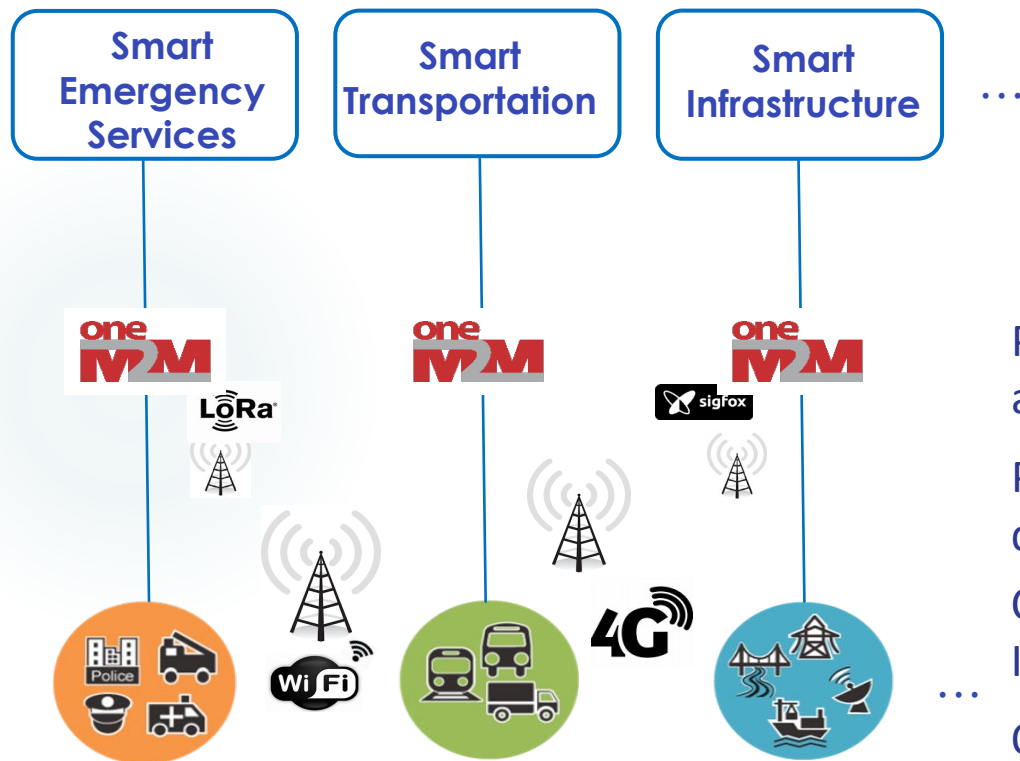 Smart
Emergency
Services
Smart
Transportation
Smart
Infrastructure
...
one
M2M
one
M2M
one
M2M
LoRa
sigfox
4G
Police
Wi Fi
...